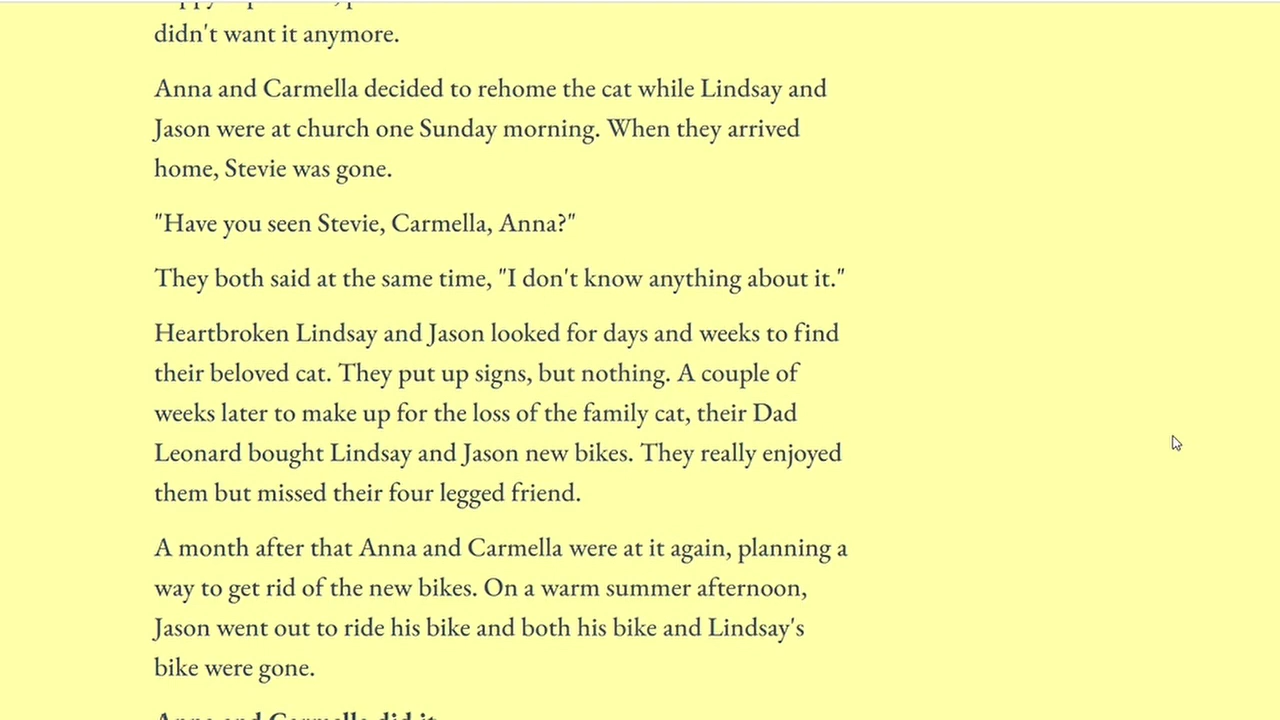 didn't want it anymore.
Anna and Carmella decided to rehome the cat while Lindsay and
Jason were at church one Sunday morning. When they arrived
home, Stevie was gone.
"Have you seen Stevie, Carmella, Anna?"
They both said at the same time, "I don't know anything about it."
Heartbroken Lindsay and Jason looked for days and weeks to find
their beloved cat. They put up signs, but nothing. A couple of
weeks later to make up for the loss of the family cat, their Dad
Leonard bought Lindsay and Jason new bikes. They really enjoyed
them but missed their four legged friend.
A month after that Anna and Carmella were at it again, planning a
way to get rid of the new bikes. On a warm summer afternoon,
Jason went out to ride his bike and both his bike and Lindsay's
bike were gone.
Anna and Carmella did it